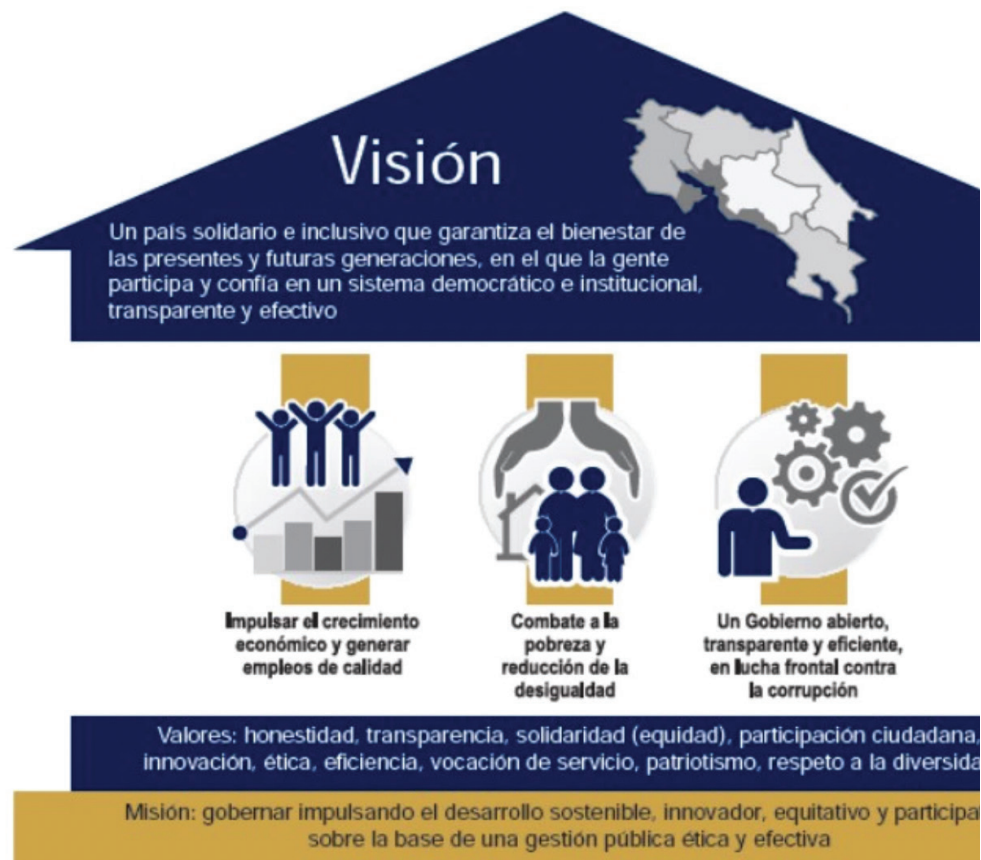 Visión
Un país solidario e inclusivo que garantiza el bienestar de
las presentes y futuras generaciones, en el que la gente
participa y confía en un sistema democrático e institucional,
transparente y efectivo
Impulsar el crecimiento
económico y generar
empleos de calidad
Combate a la
pobreza y
reducción de la
desigualdad
Un Gobierno abierto,
transparente y eficiente,
en lucha frontal contra
la corrupción
Valores: honestidad, transparencia, solidaridad (equidad), participación ciudadana,
innovación, ética, eficiencia, vocación de servicio, patriotismo, respeto a la diversida
Misión: gobernar impulsando el desarrollo sostenible, innovador, equitativo y participa
sobre la base de una gestión pública ética y efectiva